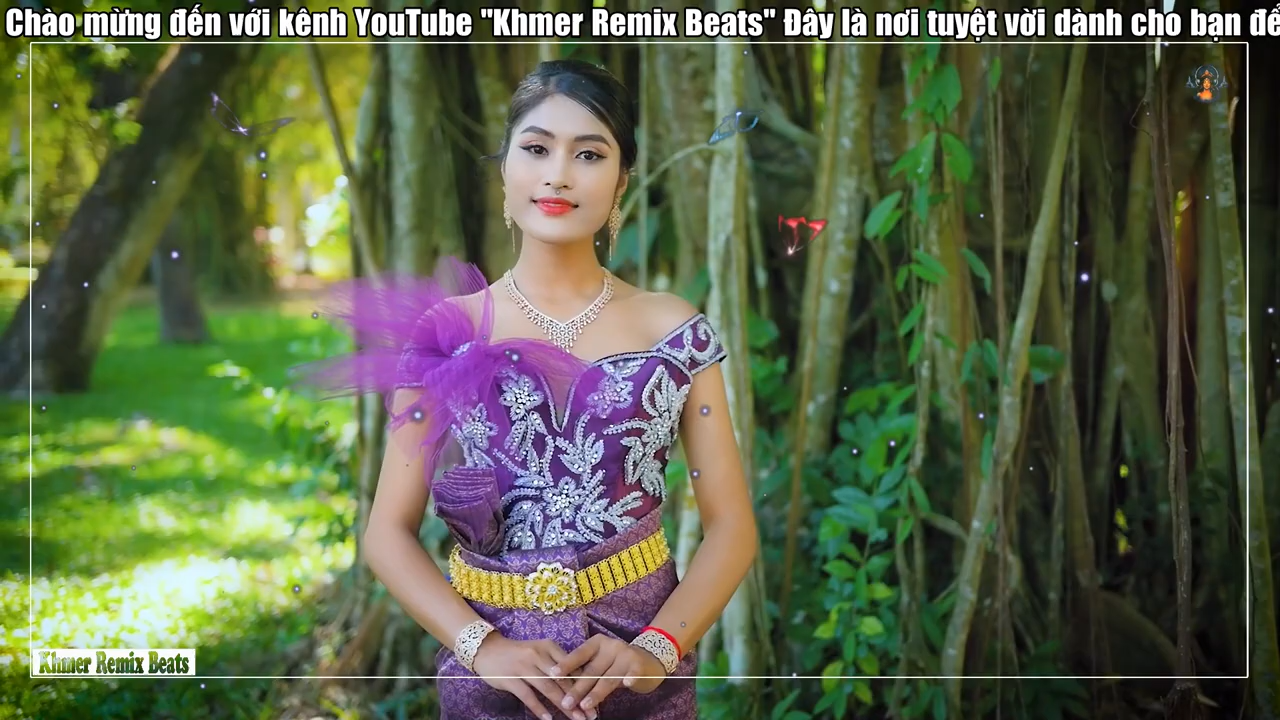 Chào mừng đến với kênh YouTube "Khmer Remix Beats" Đây là nơi tuyệt vời dành cho bạn để
Khmer Remix Beats